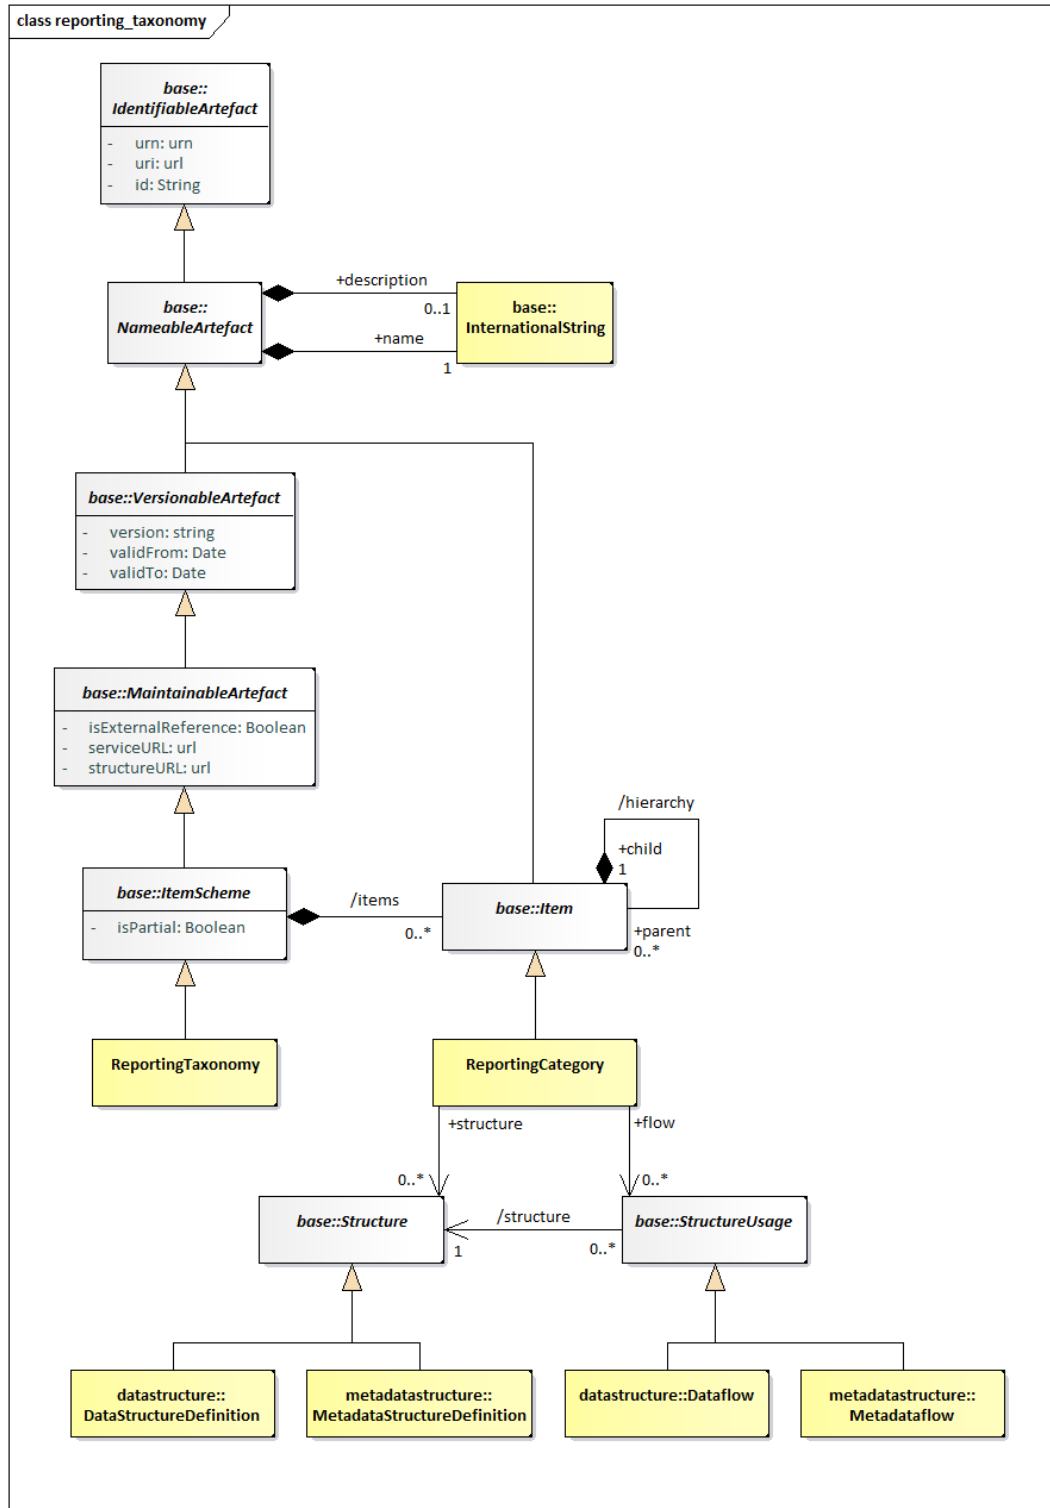 class reporting_taxonomy
base::
IdentifiableArtefact
- urn: urn
- uri: url
- id: String
base::
NameableArtefact
+description
0..1
+name
1
base::
InternationalString
base::VersionableArtefact
- version: string
- validFrom: Date
- validTo: Date
base::MaintainableArtefact
- isExternalReference: Boolean
- serviceURL: url
- structureURL: url
/hierarchy
+child
1
base::ItemScheme
- isPartial: Boolean
/items
0..*
base::Item
+parent
0..*
ReportingTaxonomy
ReportingCategory
+structure
+flow
0..*
0..*
base::Structure
/structure
1
0..*
base::StructureUsage
datastructure::
DataStructureDefinition
metadatastructure::
MetadataStructureDefinition
datastructure::Dataflow
metadatastructure::
Metadataflow